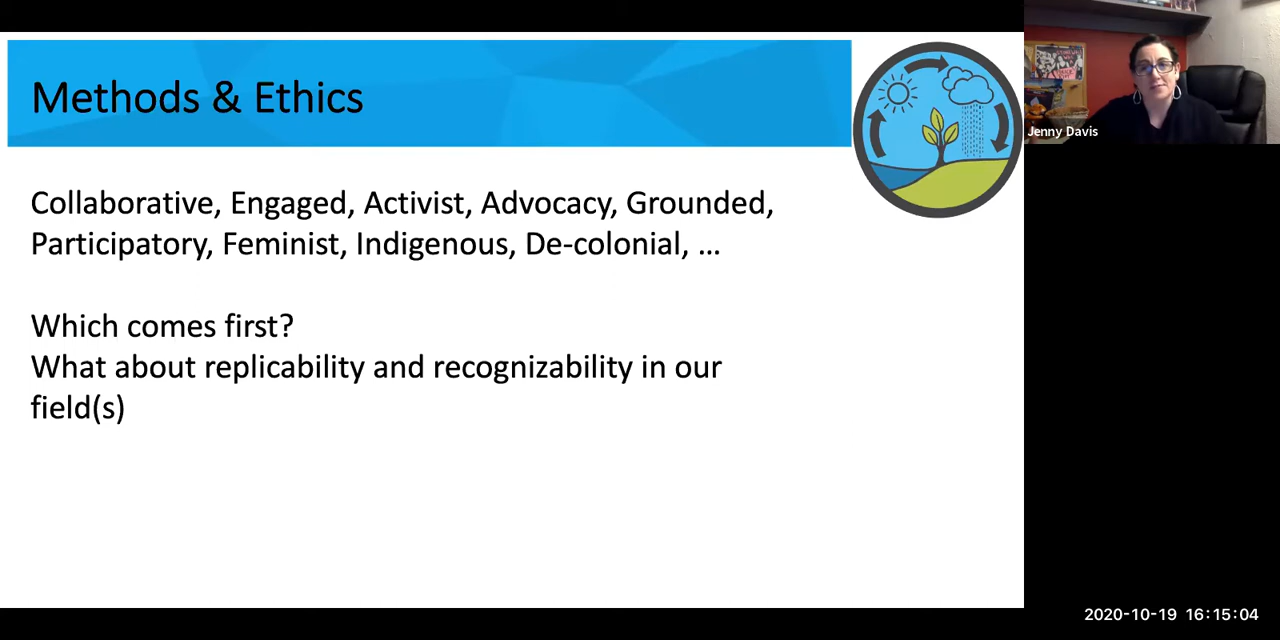 Methods & Ethics
Collaborative, Engaged, Activist, Advocacy, Grounded,
Participatory, Feminist, Indigenous, De-colonial, ...
Which comes first?
What about replicability and recognizability in our
field(s)
Jenny Davis
2020-10-19 16:15:04